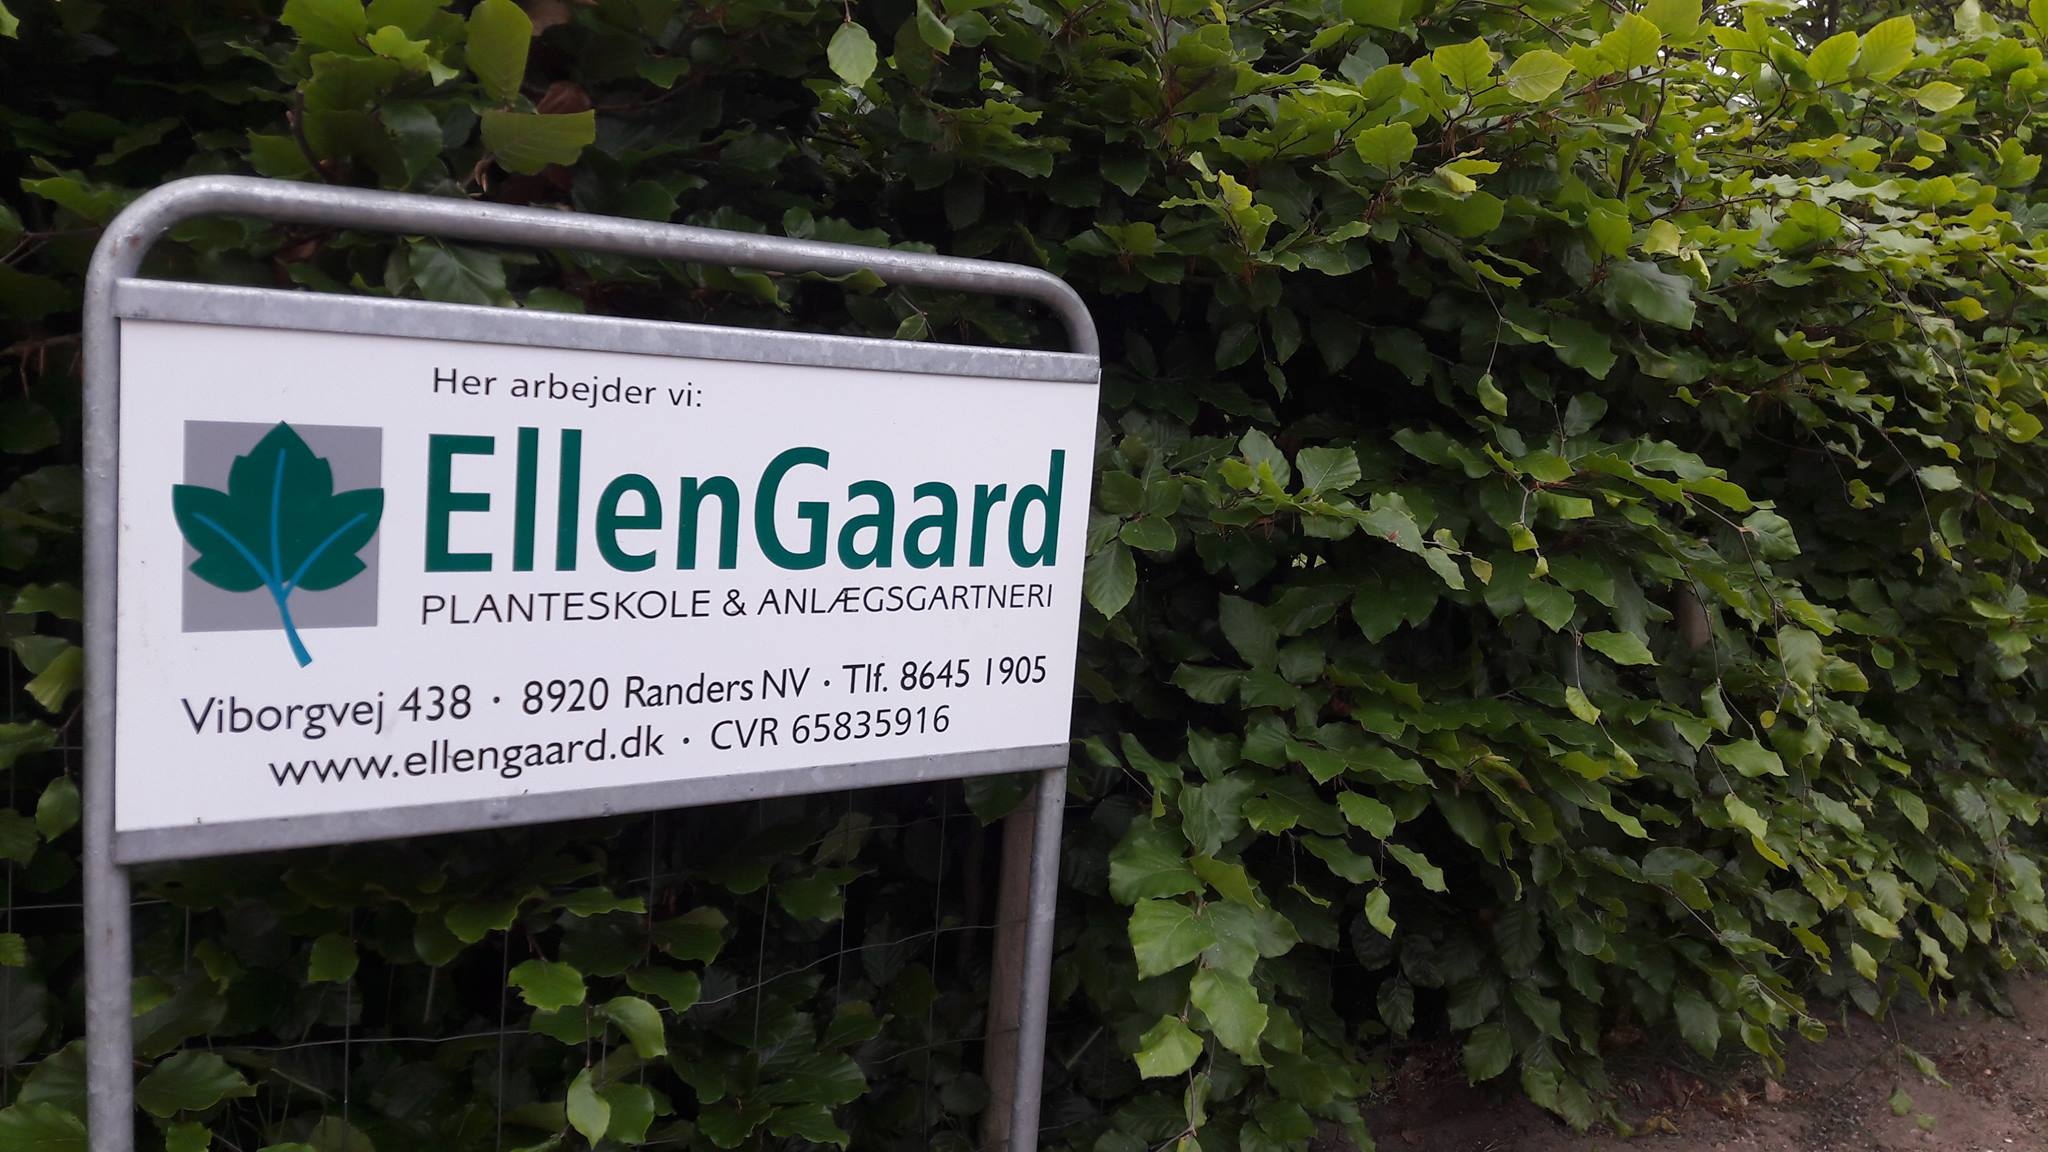 Her arbejder vi:
EllenGaard
PLANTESKOLE & ANLÆGSGARTNERI
Viborgvej 438 · 8920 Randers NV · Tlf. 8645 1905
www.ellengaard.dk · CVR 65835916